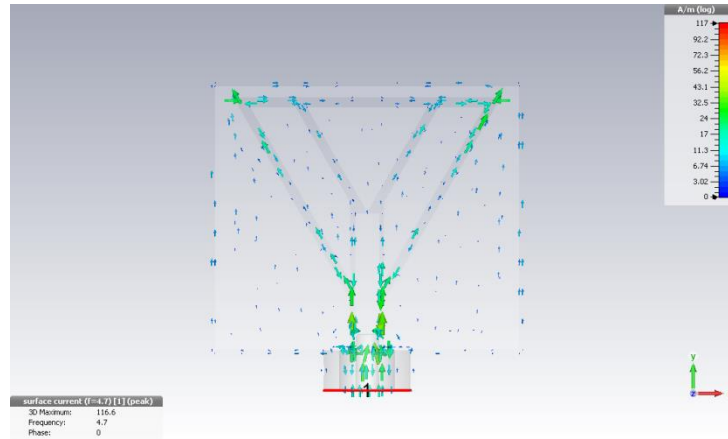 A/m (log)
117
92.2
72.3
56.2
43.1
32.5
24
17
11.3
6.74
3.02
0
1
y
surface current (f=4.7) [1] (peak)
3D Maximum: 116.6
Frequency: 4.7
Phase: 0